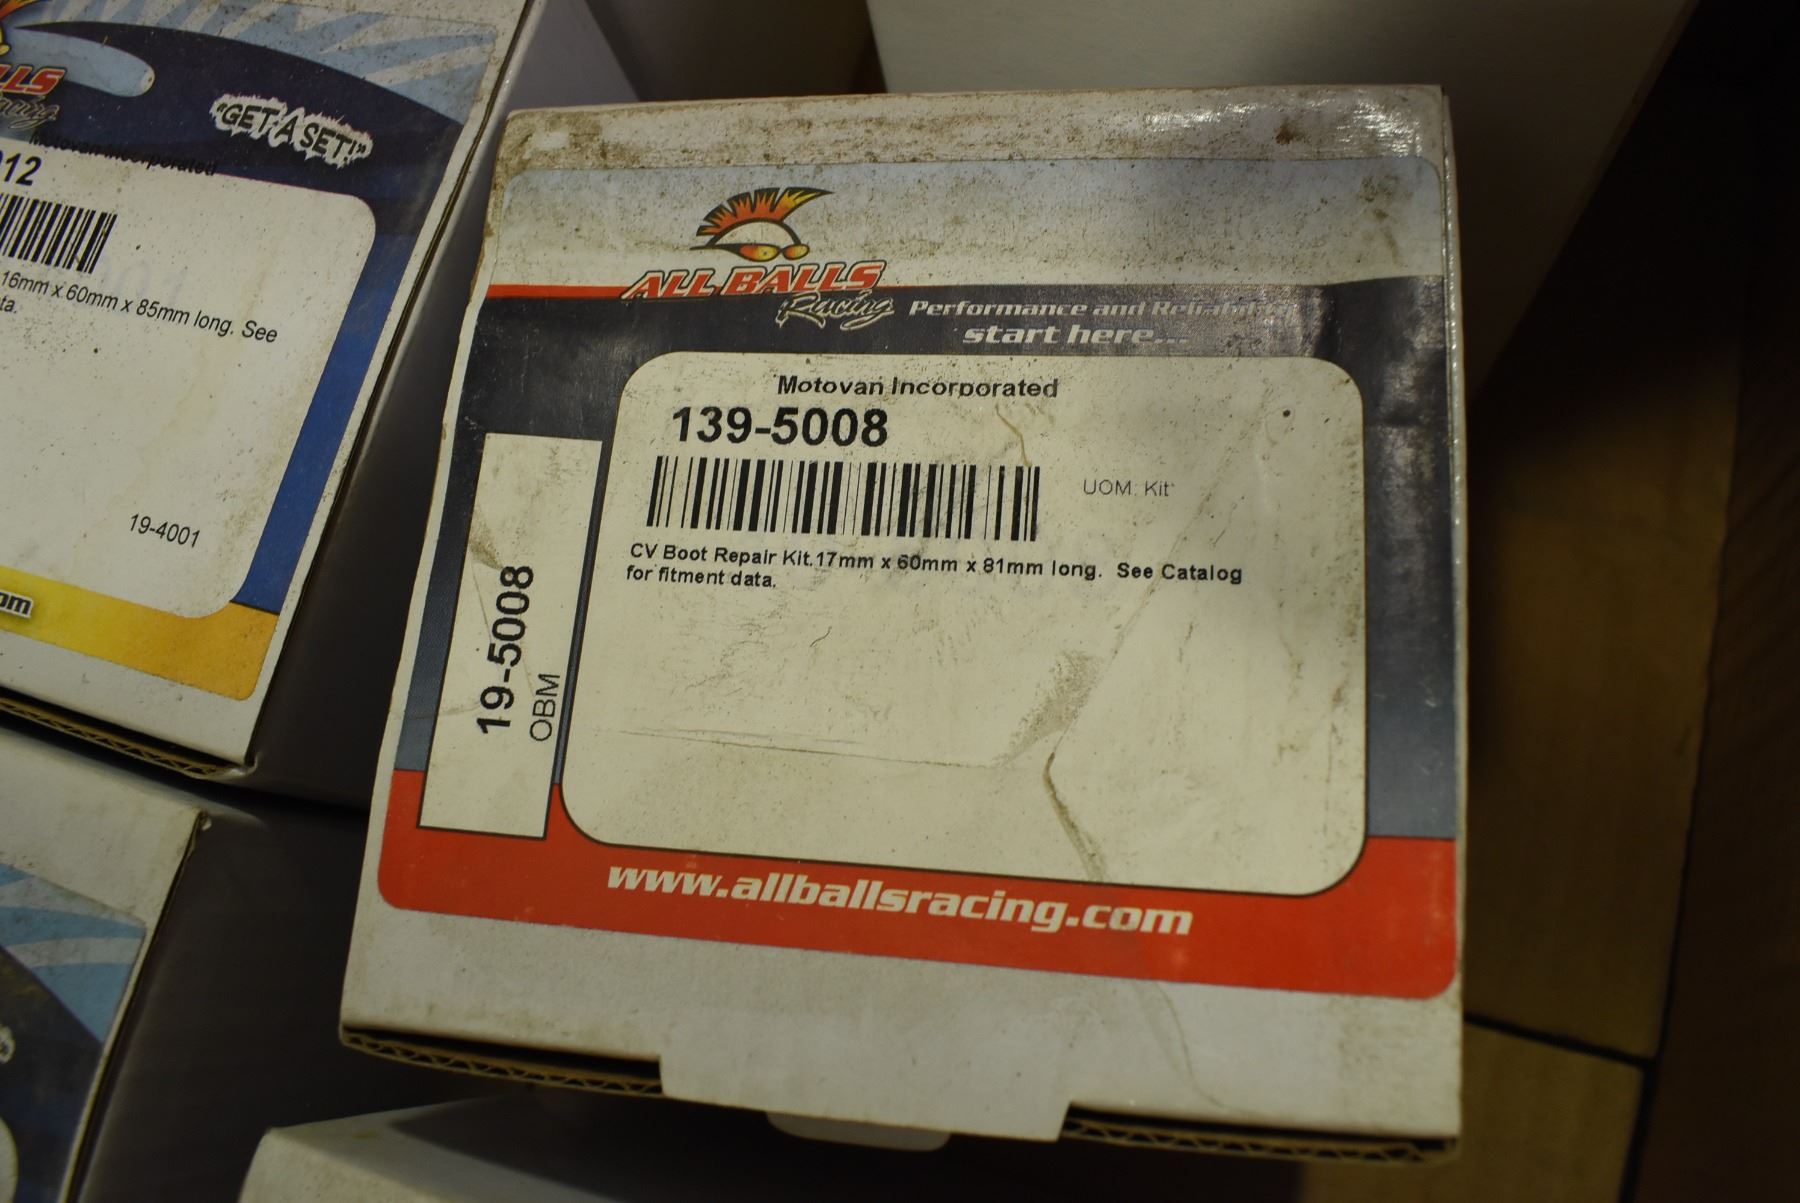 "GET A SET!"
Motovan Incorporated
16mm x 60mm x 85mm long. See
19-4001
ALL BALLS
Racing
Performance and Reliability
start here...
Motovan Incorporated
139-5008
UOM: Kit
CV Boot Repair Kit.17mm x 60mm x 81mm long. See Catalog
for fitment data.
19-5008
OBM
www.allballsracing.com